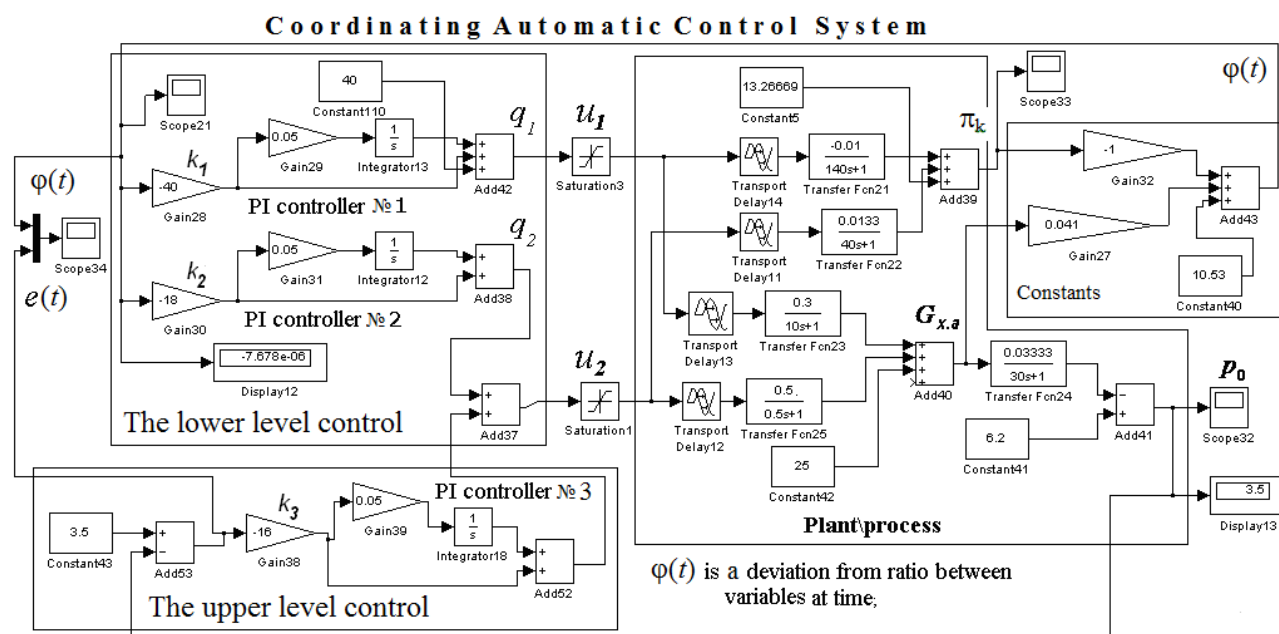 Coordinating Automatic Control System
φ(t)
Scope21
40
Constant110
q1
u1
13.26669
Constant5
Scope33
πk
φ(t)
k1
0.05
Gain29
1
s
Integrator13
Add42
Saturation3
Transport
Delay14
-0.01
140s+1
Transfer Fcn21
Add39
-1
Gain32
Add43
-40
Gain28
PI controller №1
Transport
Delay11
0.0133
40s+1
Transfer Fcn22
0.041
Gain27
10.53
Constant40
Constants
Scope34
e(t)
k2
0.05
Gain31
1
s
Integrator12
q2
Add38
-18
Gain30
PI controller №2
Transport
Delay13
0.3
10s+1
Transfer Fcn23
Gx.a
Add40
0.03333
30s+1
Transfer Fcn24
p0
Scope32
-7.678e-06
Display12
The lower level control
Add37
u2
Saturation1
Transport
Delay12
0.5
0.5s+1
Transfer Fcn25
25
Constant42
6.2
Constant41
Add41
3.5
Display13
Plant\process
PI controller №3
3.5
Constant43
Add53
k3
-16
Gain38
0.05
Gain39
1
s
Integrator18
Add52
The upper level control
φ(t) is a deviation from ratio between
variables at time;